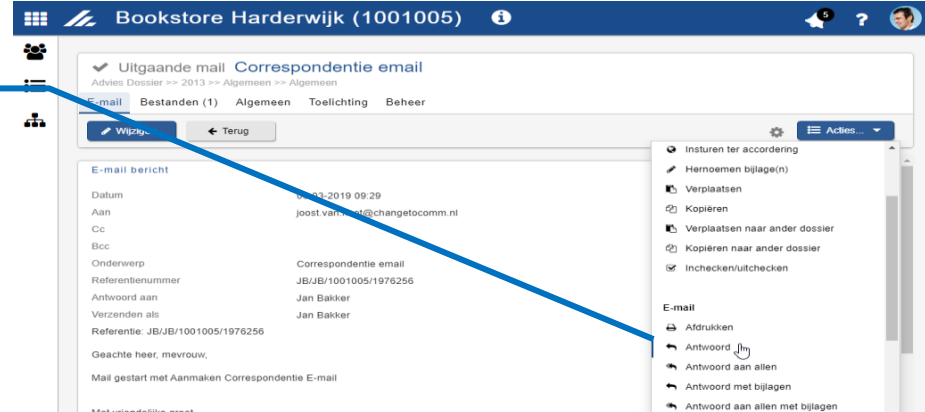 Bookstore Harderwijk (1001005)
5
?
Uitgaande mail Correspondentie email
Advies Dossier >> 2013 >> Algemeen >> Algemeen
E-mail Bestanden (1) Algemeen Toelichting Beheer
Terug
Acties...
E-mail bericht
Datum 03-2019 09:29
Aan
Cc
Bcc
Onderwerp Correspondentie email
Referentienummer JB/JB/1001005/1976256
Antwoord aan Jan Bakker
Verzenden als Jan Bakker
Referentie: JB/JB/1001005/1976256
Geachte heer, mevrouw,
Mail gestart met Aanmaken Correspondentie E-mail
Insturen ter accordering
Hernoemen bijlage(n)
Verplaatsen
Kopiëren
Verplaatsen naar ander dossier
Kopiëren naar ander dossier
Inchecken/uitchecken
E-mail
Afdrukken
Antwoord
Antwoord aan allen
Antwoord met bijlagen
Antwoord aan allen met bijlagen